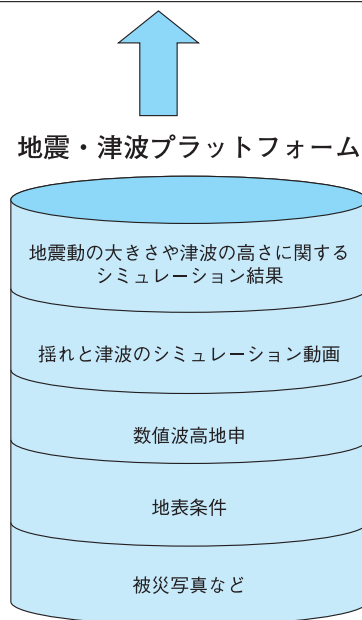 地震・津波プラットフォーム
地震動の大きさや津波の高さに関する
シミュレーション結果
揺れと津波のシミュレーション動画
数値波高地申
地表条件
被災写真など